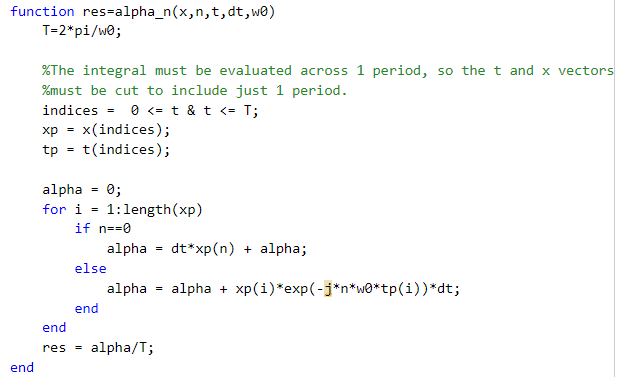 function res=alpha_n(x,n,t,dt,w0)
    T=2*pi/w0;

    %The integral must be evaluated across 1 period, so the t and x vectors
    %must be cut to include just 1 period.
    indices =  0 <= t & t <= T;
    xp = x(indices);
    tp = t(indices);

    alpha = 0;
    for i = 1:length(xp)
        if n==0
            alpha = dt*xp(n) + alpha;
        else
            alpha = alpha + xp(i)*exp(-j*n*w0*tp(i))*dt;
        end
    end
    res = alpha/T;
end